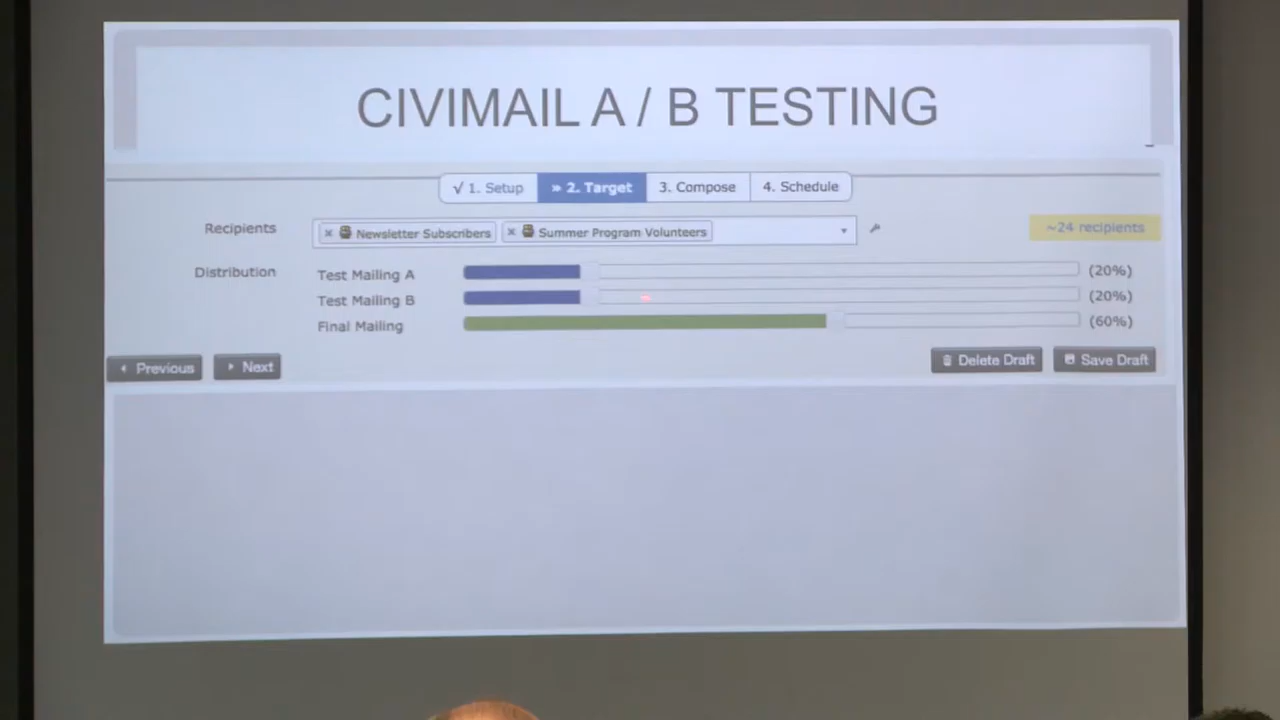 CIVIMAIL A / B TESTING
√ 1. Setup » 2. Target 3. Compose 4. Schedule
Recipients × Newsletter Subscribers × Summer Program Volunteers ~24 recipients
Distribution Test Mailing A (20%)
Test Mailing B (20%)
Final Mailing (60%)
Previous Next Delete Draft Save Draft